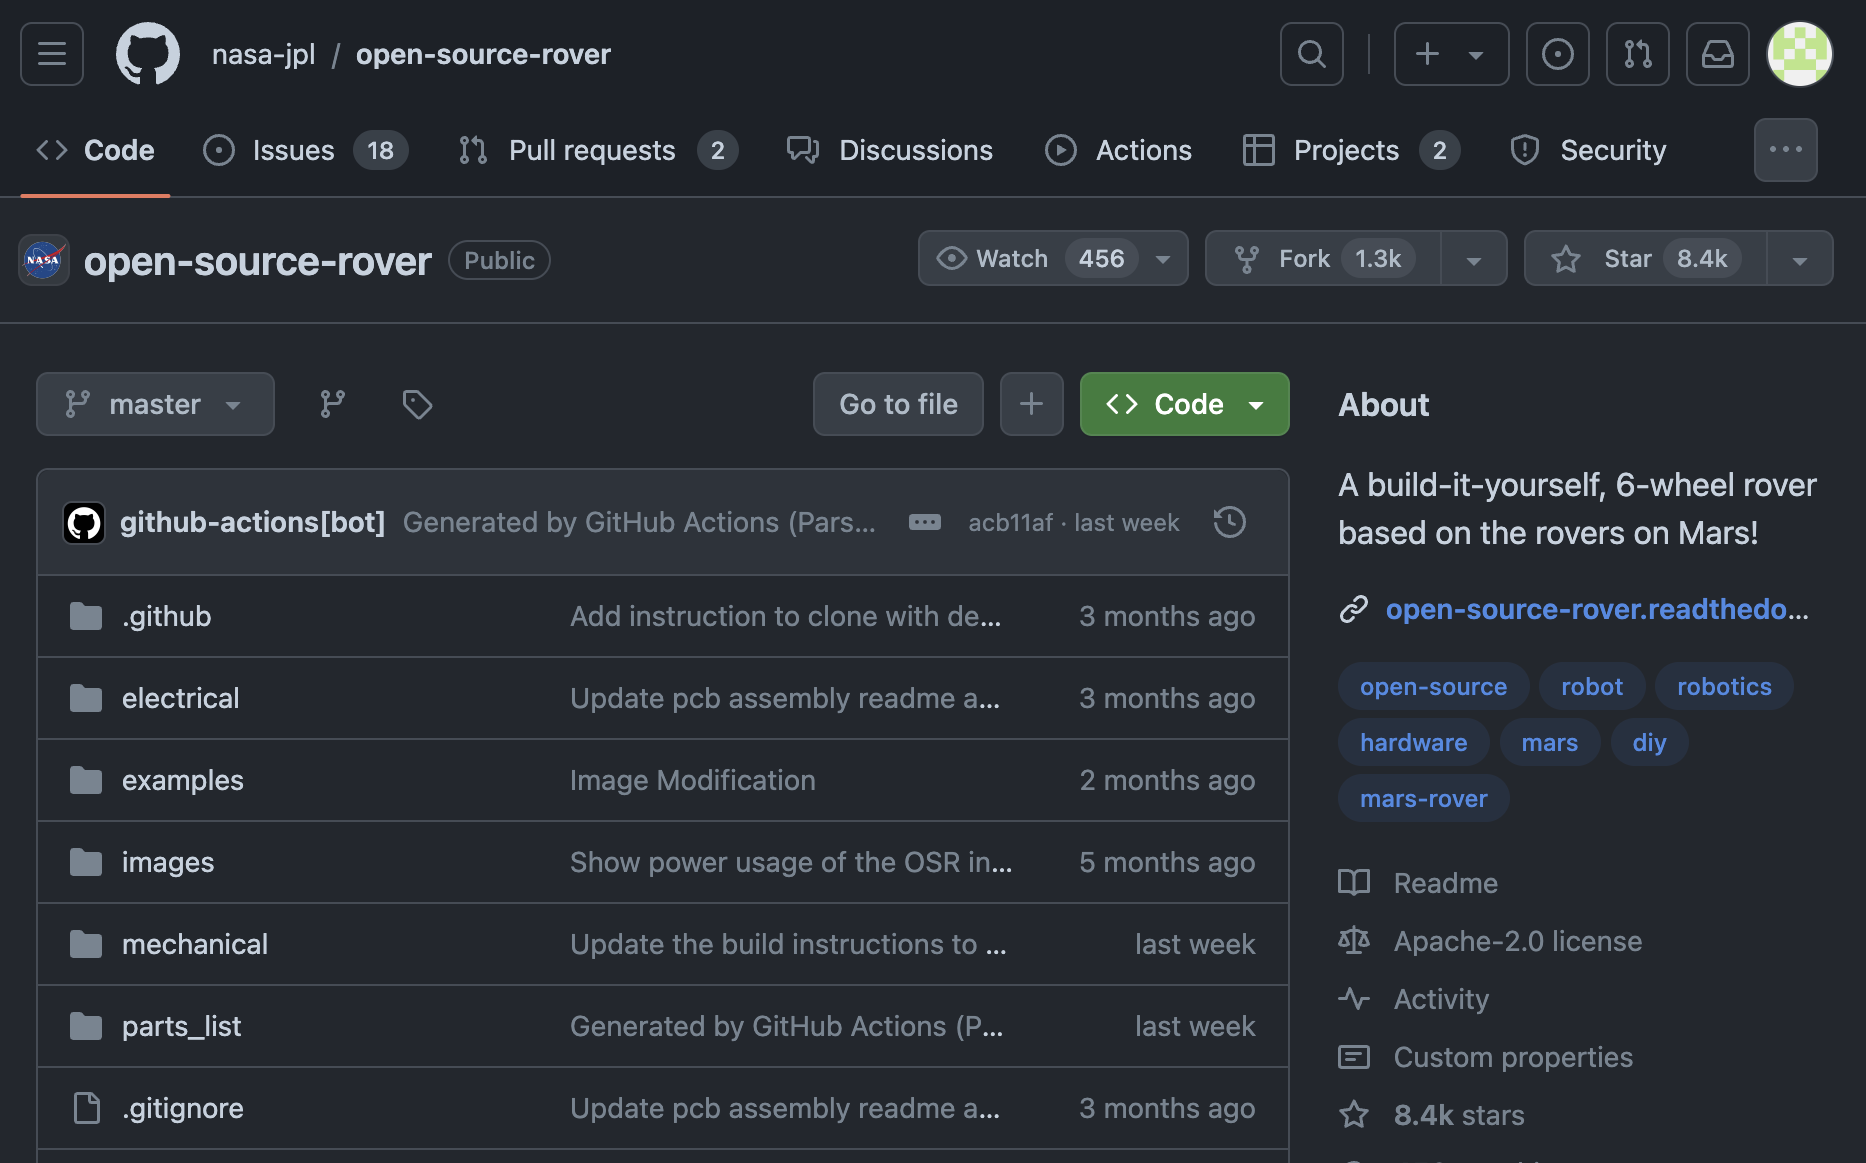 nasa-jpl / open-source-rover
Code Issues 18 Pull requests 2 Discussions Actions Projects 2 Security
NASA open-source-rover Public Watch 456 Fork 1.3k Star 8.4k
master Go to file Code
github-actions[bot] Generated by GitHub Actions (Pars... acb11af · last week
.github Add instruction to clone with de... 3 months ago
electrical Update pcb assembly readme a... 3 months ago
examples Image Modification 2 months ago
images Show power usage of the OSR in... 5 months ago
mechanical Update the build instructions to ... last week
parts_list Generated by GitHub Actions (P... last week
.gitignore Update pcb assembly readme a... 3 months ago
About
A build-it-yourself, 6-wheel rover
based on the rovers on Mars!
open-source-rover.readthedo...
open-source robot robotics
hardware mars diy
mars-rover
Readme
Apache-2.0 license
Activity
Custom properties
8.4k stars